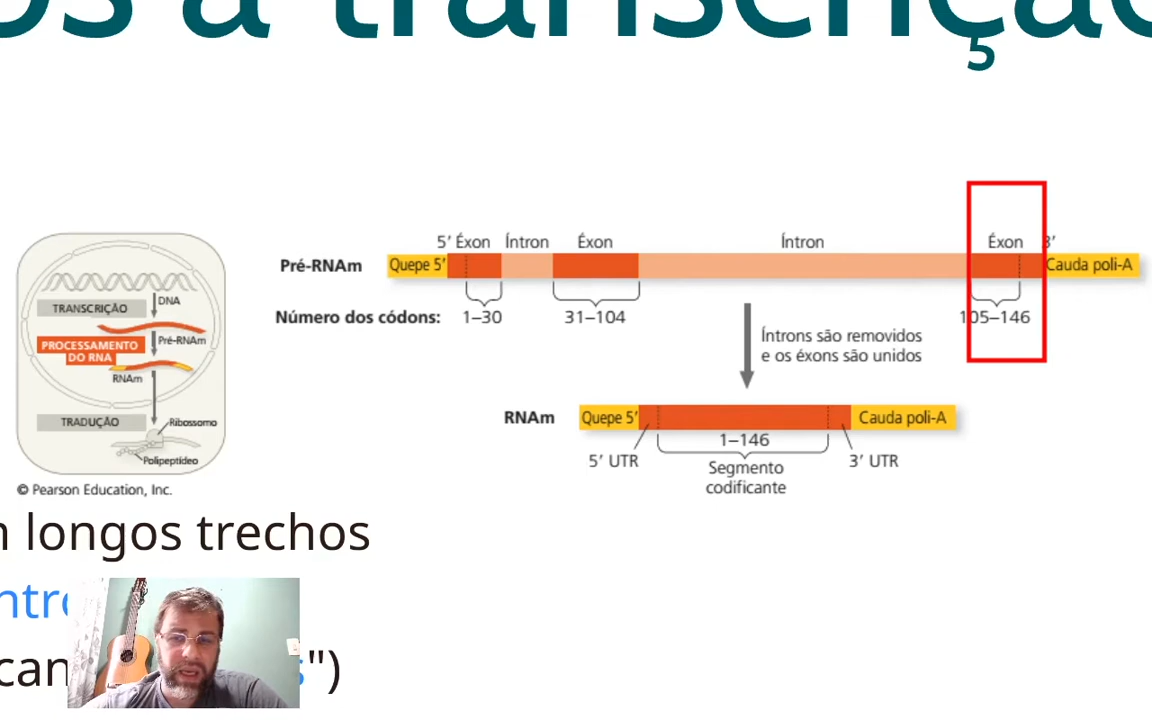 os a transcrição
5' Éxon Íntron Éxon Íntron Éxon 3'
Pré-RNAm Quepe 5' Cauda poli-A
Número dos códons: 1–30 31–104 105–146
Íntrons são removidos
e os éxons são unidos
RNAm Quepe 5' Cauda poli-A
1–146
5' UTR 3' UTR
Segmento
codificante
TRANSCRIÇÃO DNA
PROCESSAMENTO
DO RNA
Pré-RNAm
RNAm
TRADUÇÃO Ribossomo
Polipeptídeo
© Pearson Education, Inc.
longos trechos